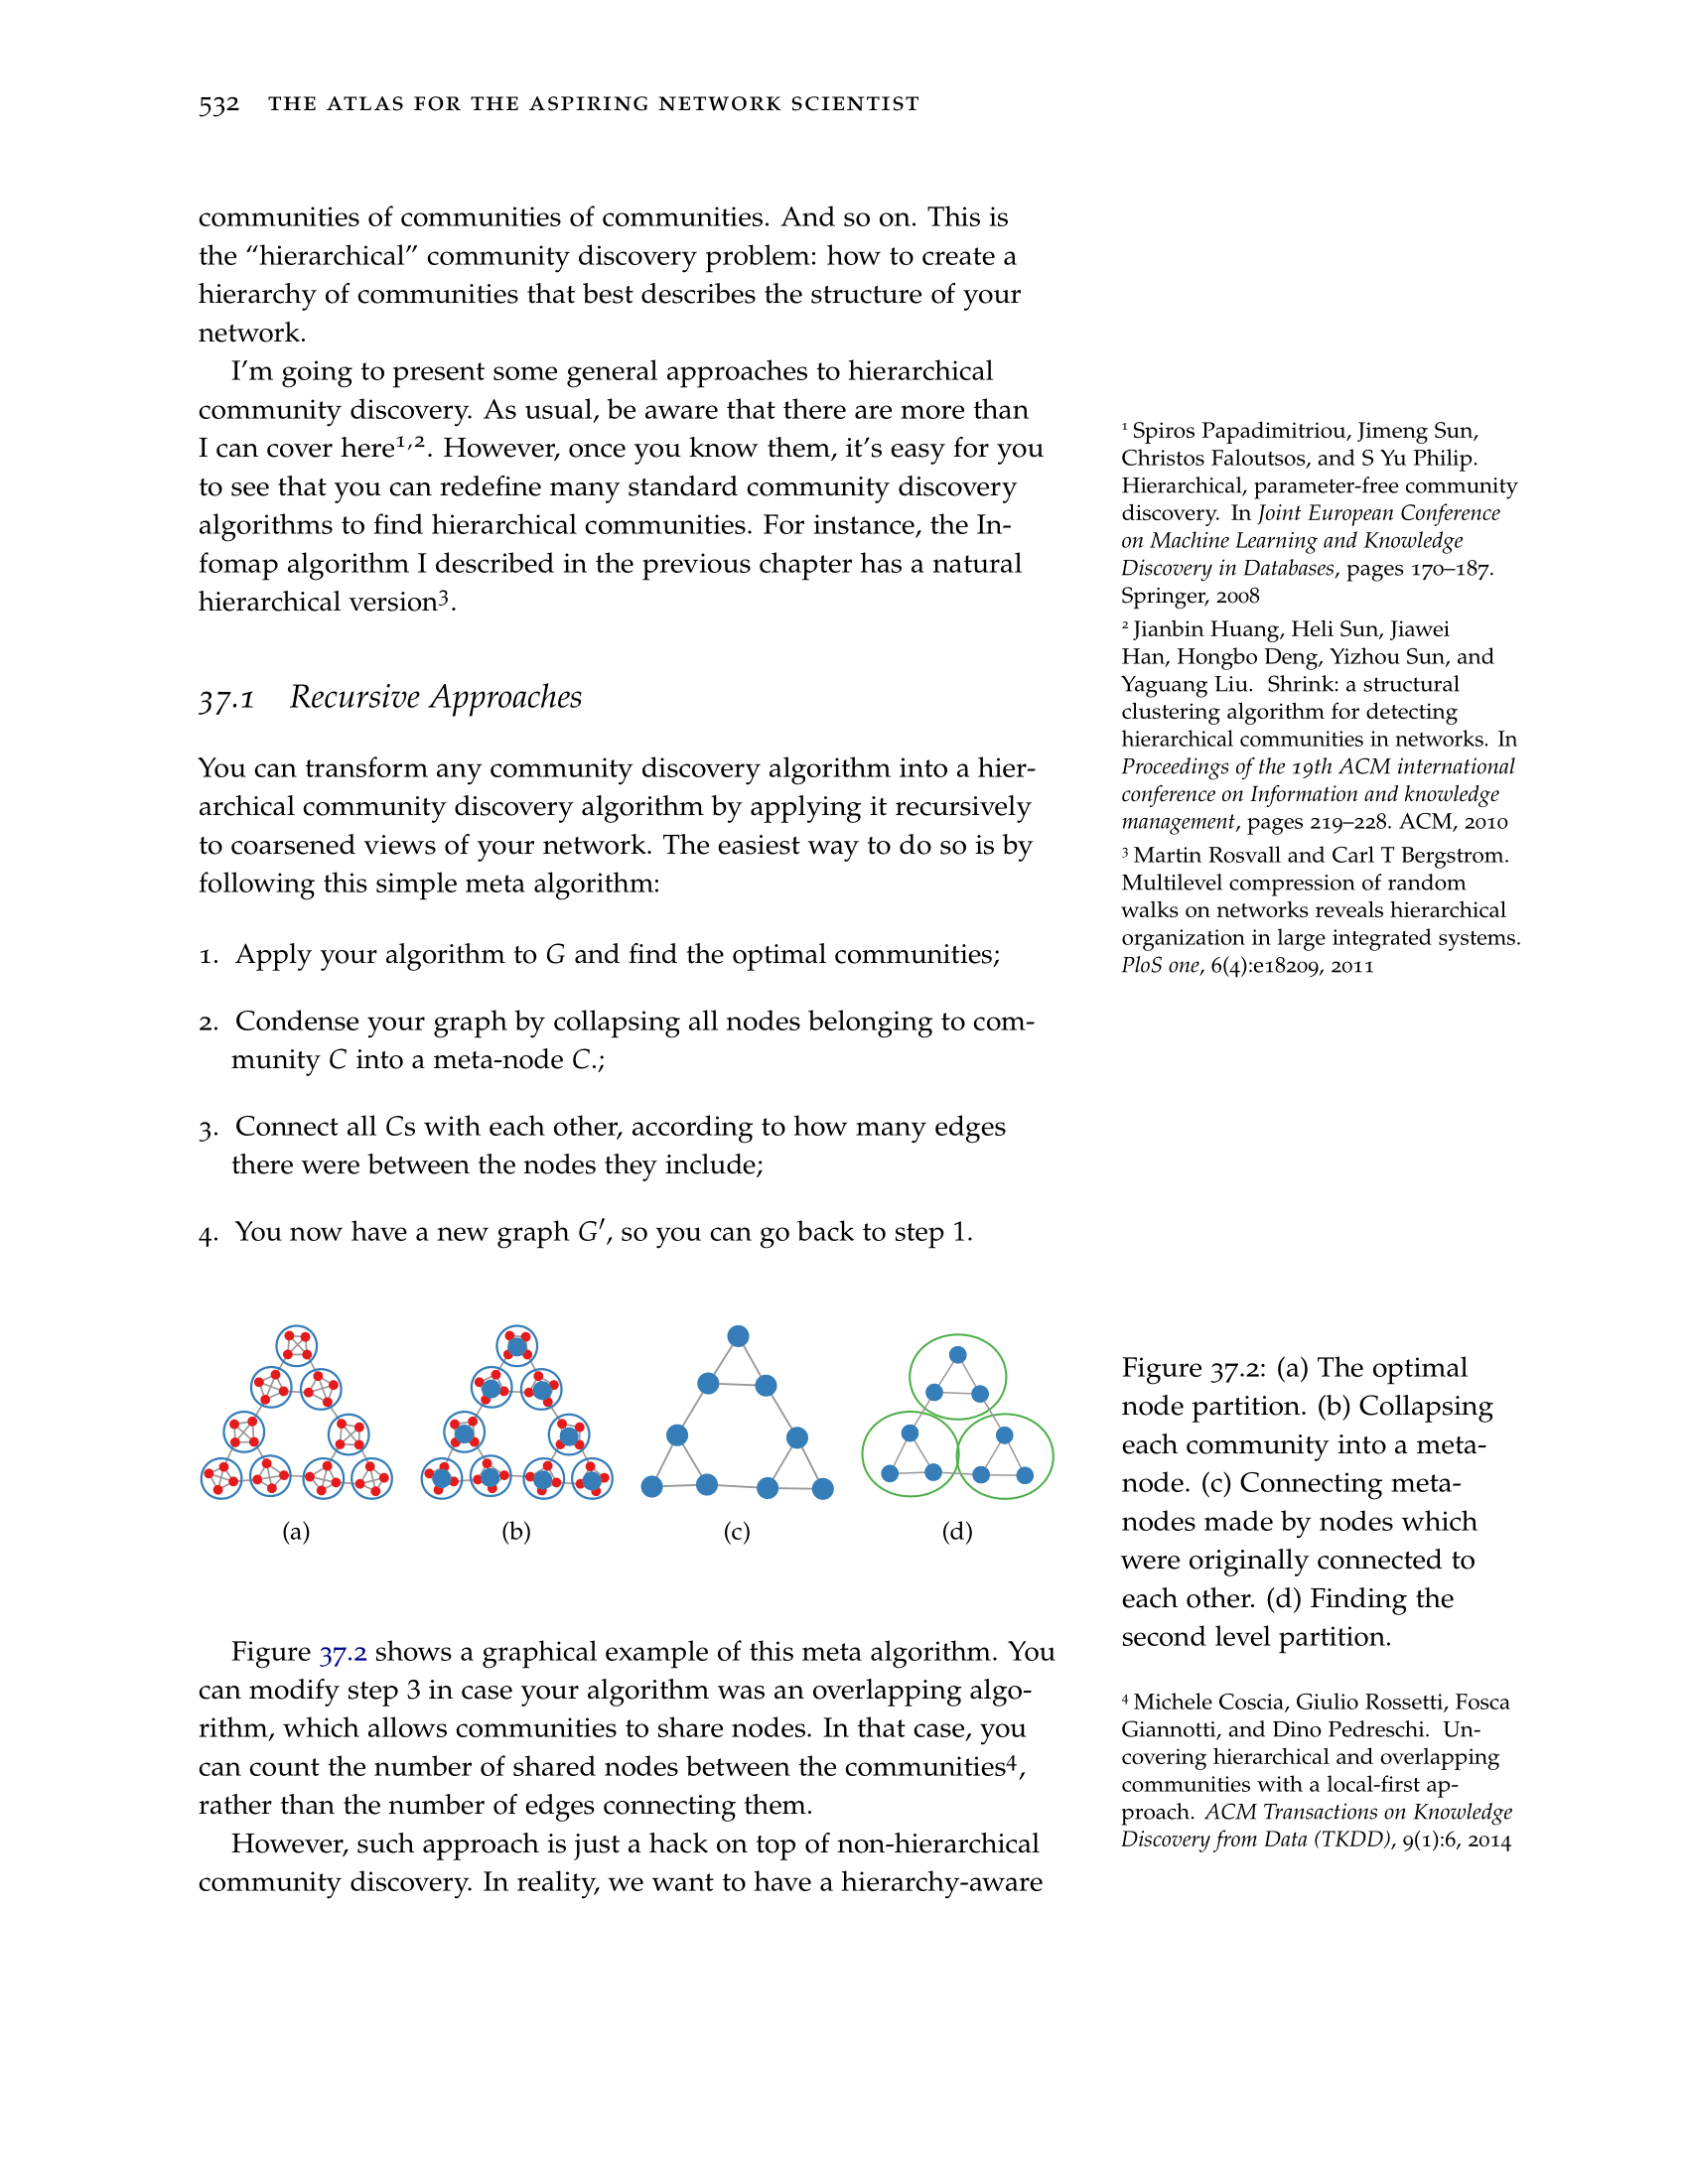 532 THE ATLAS FOR THE ASPIRING NETWORK SCIENTIST
communities of communities of communities. And so on. This is
the “hierarchical” community discovery problem: how to create a
hierarchy of communities that best describes the structure of your
network.
I’m going to present some general approaches to hierarchical
community discovery. As usual, be aware that there are more than
I can cover here1,2. However, once you know them, it’s easy for you
to see that you can redefine many standard community discovery
algorithms to find hierarchical communities. For instance, the In-
fomap algorithm I described in the previous chapter has a natural
hierarchical version3.
1 Spiros Papadimitriou, Jimeng Sun,
Christos Faloutsos, and S Yu Philip.
Hierarchical, parameter-free community
discovery. In Joint European Conference
on Machine Learning and Knowledge
Discovery in Databases, pages 170–187.
Springer, 2008
2 Jianbin Huang, Heli Sun, Jiawei
Han, Hongbo Deng, Yizhou Sun, and
Yaguang Liu. Shrink: a structural
clustering algorithm for detecting
hierarchical communities in networks. In
Proceedings of the 19th ACM international
conference on Information and knowledge
management, pages 219–228. ACM, 2010
3 Martin Rosvall and Carl T Bergstrom.
Multilevel compression of random
walks on networks reveals hierarchical
organization in large integrated systems.
PloS one, 6(4):e18209, 2011
37.1 Recursive Approaches
You can transform any community discovery algorithm into a hier-
archical community discovery algorithm by applying it recursively
to coarsened views of your network. The easiest way to do so is by
following this simple meta algorithm:
1. Apply your algorithm to G and find the optimal communities;
2. Condense your graph by collapsing all nodes belonging to com-
munity C into a meta-node C.;
3. Connect all Cs with each other, according to how many edges
there were between the nodes they include;
4. You now have a new graph G′, so you can go back to step 1.
(a) (b) (c) (d)
Figure 37.2: (a) The optimal
node partition. (b) Collapsing
each community into a meta-
node. (c) Connecting meta-
nodes made by nodes which
were originally connected to
each other. (d) Finding the
second level partition.
Figure 37.2 shows a graphical example of this meta algorithm. You
can modify step 3 in case your algorithm was an overlapping algo-
rithm, which allows communities to share nodes. In that case, you
can count the number of shared nodes between the communities4,
rather than the number of edges connecting them.
However, such approach is just a hack on top of non-hierarchical
community discovery. In reality, we want to have a hierarchy-aware
4 Michele Coscia, Giulio Rossetti, Fosca
Giannotti, and Dino Pedreschi. Un-
covering hierarchical and overlapping
communities with a local-first ap-
proach. ACM Transactions on Knowledge
Discovery from Data (TKDD), 9(1):6, 2014